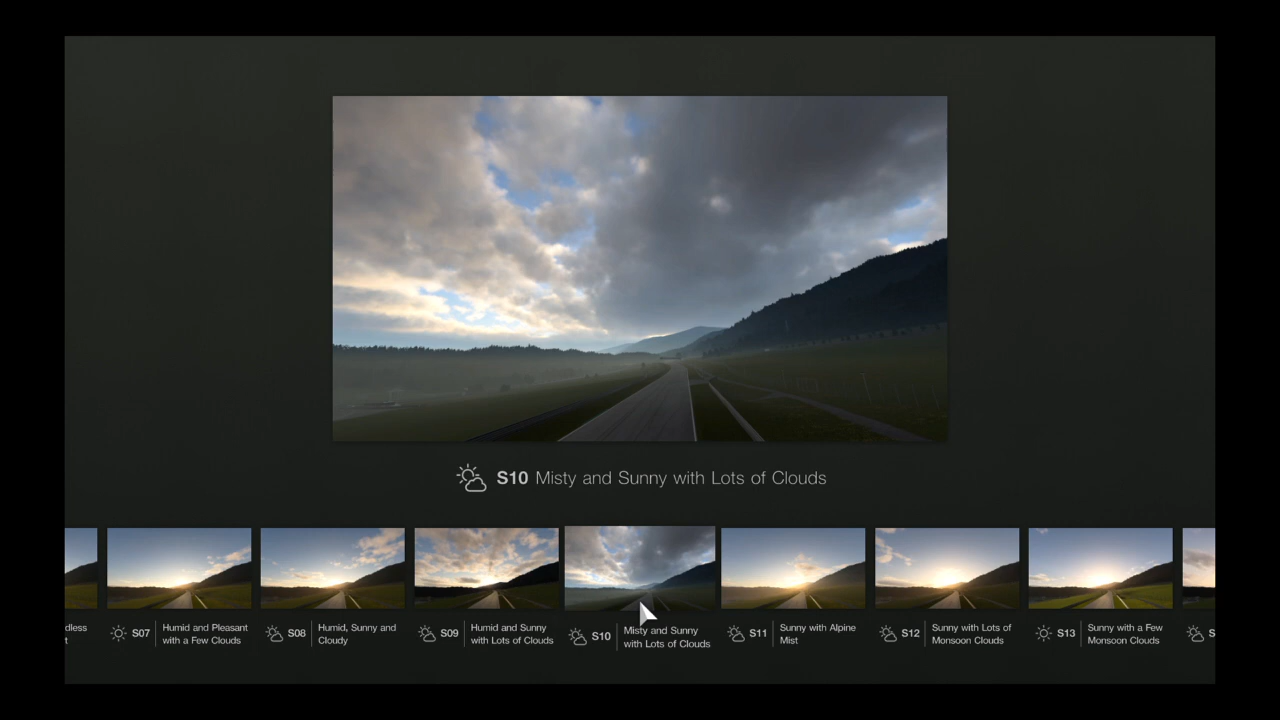 S10 Misty and Sunny with Lots of Clouds
dless
t
S07
Humid and Pleasant
with a Few Clouds
S08
Humid, Sunny and
Cloudy
S09
Humid and Sunny
with Lots of Clouds
S10
Misty and Sunny
with Lots of Clouds
S11
Sunny with Alpine
Mist
S12
Sunny with Lots of
Monsoon Clouds
S13
Sunny with a Few
Monsoon Clouds
S